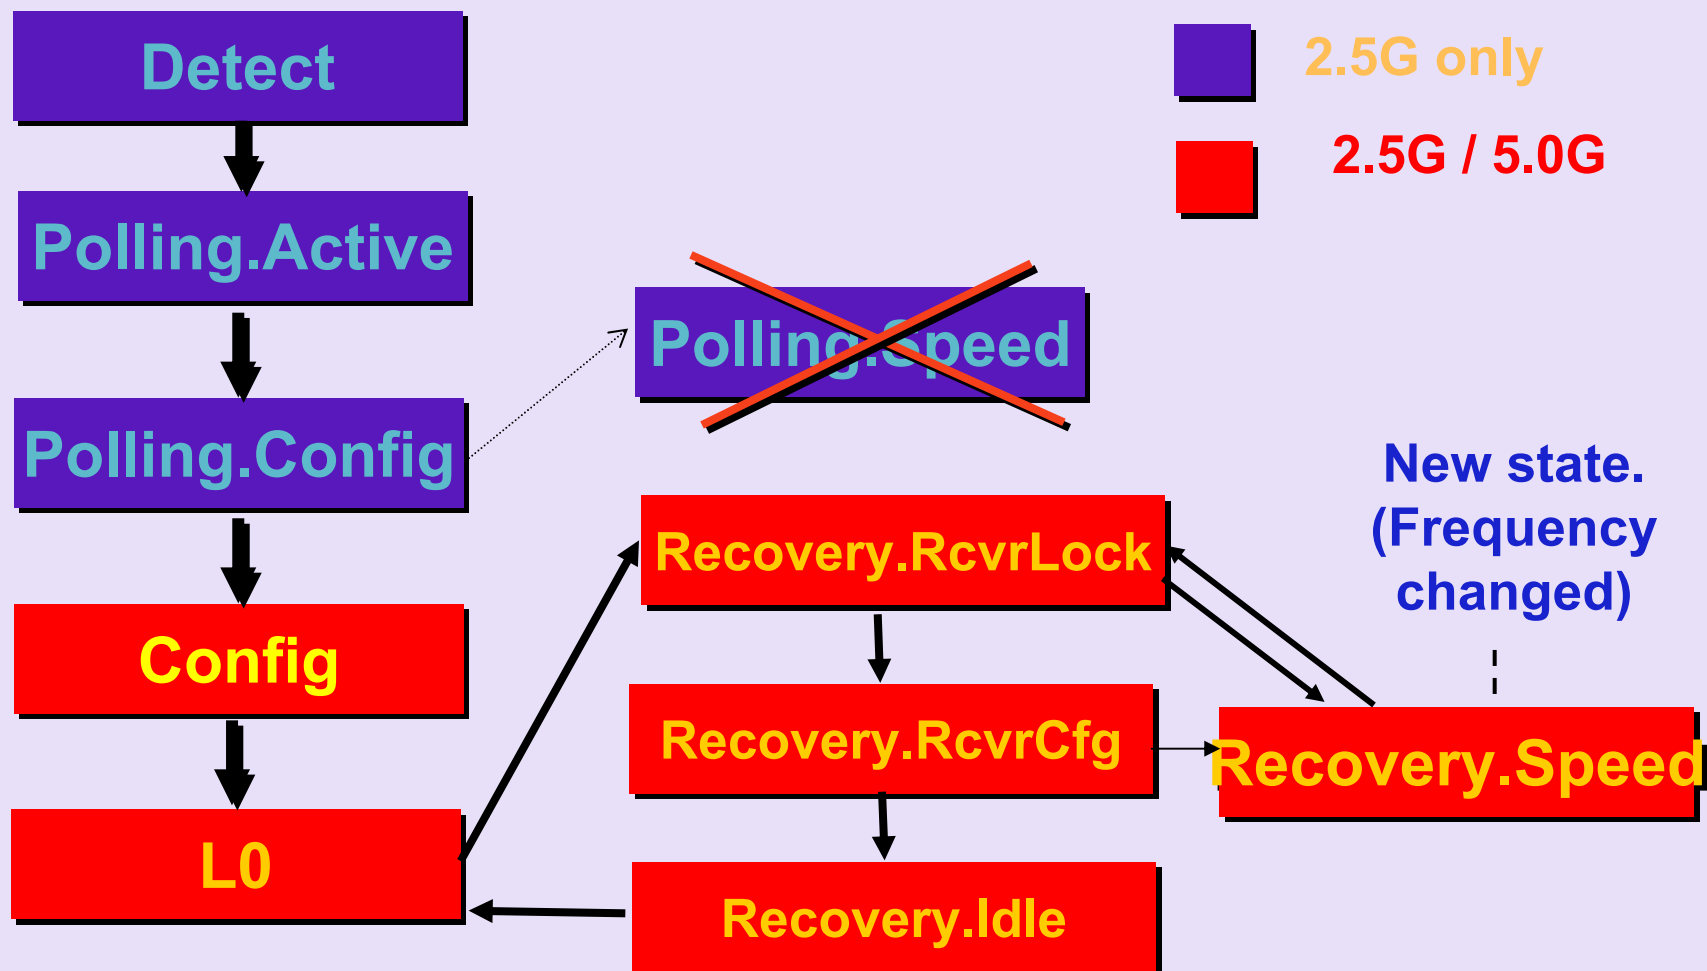 Detect
2.5G only
2.5G / 5.0G
Polling.Active
Polling.Speed
Polling.Config
New state.
(Frequency
changed)
Recovery.RcvrLock
Config
Recovery.RcvrCfg
Recovery.Speed
L0
Recovery.Idle